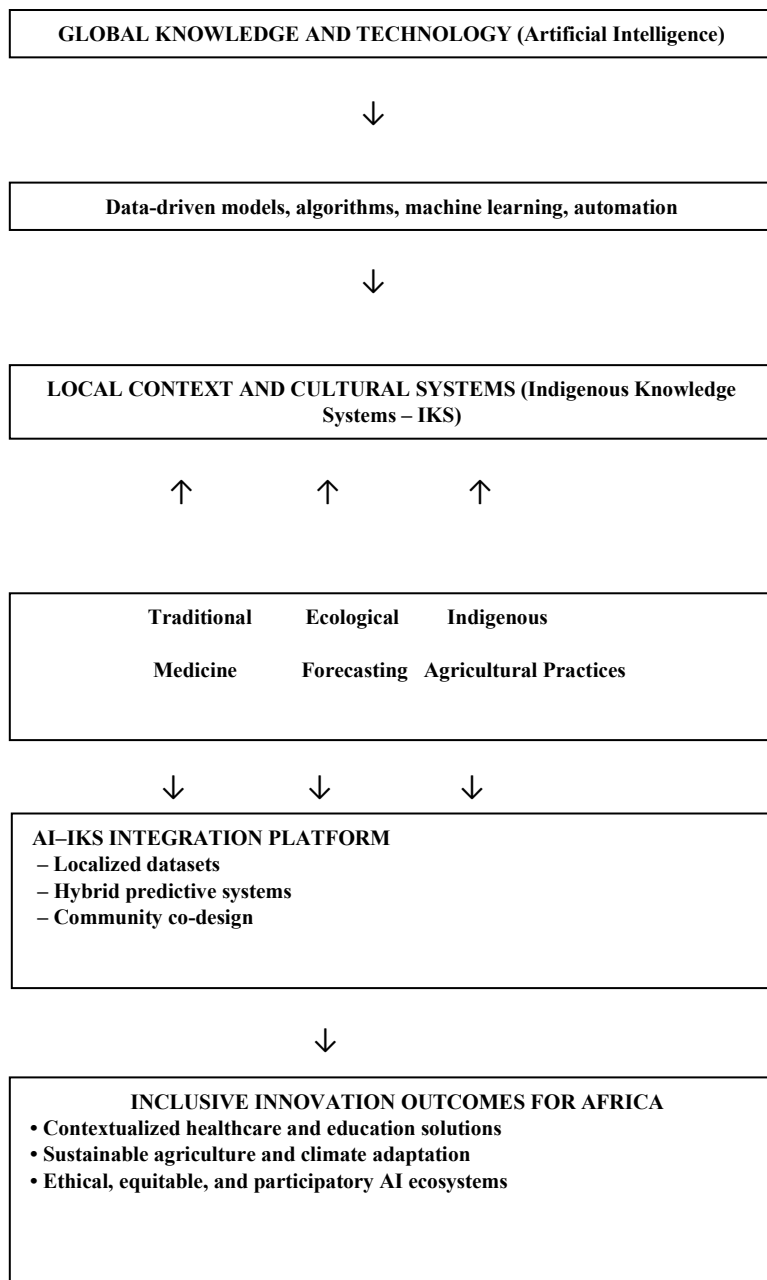 GLOBAL KNOWLEDGE AND TECHNOLOGY (Artificial Intelligence)
↓
Data-driven models, algorithms, machine learning, automation
↓
LOCAL CONTEXT AND CULTURAL SYSTEMS (Indigenous Knowledge
Systems – IKS)
↑ ↑ ↑
Traditional Ecological Indigenous
Medicine Forecasting Agricultural Practices
↓ ↓ ↓
AI–IKS INTEGRATION PLATFORM
– Localized datasets
– Hybrid predictive systems
– Community co-design
↓
INCLUSIVE INNOVATION OUTCOMES FOR AFRICA
• Contextualized healthcare and education solutions
• Sustainable agriculture and climate adaptation
• Ethical, equitable, and participatory AI ecosystems